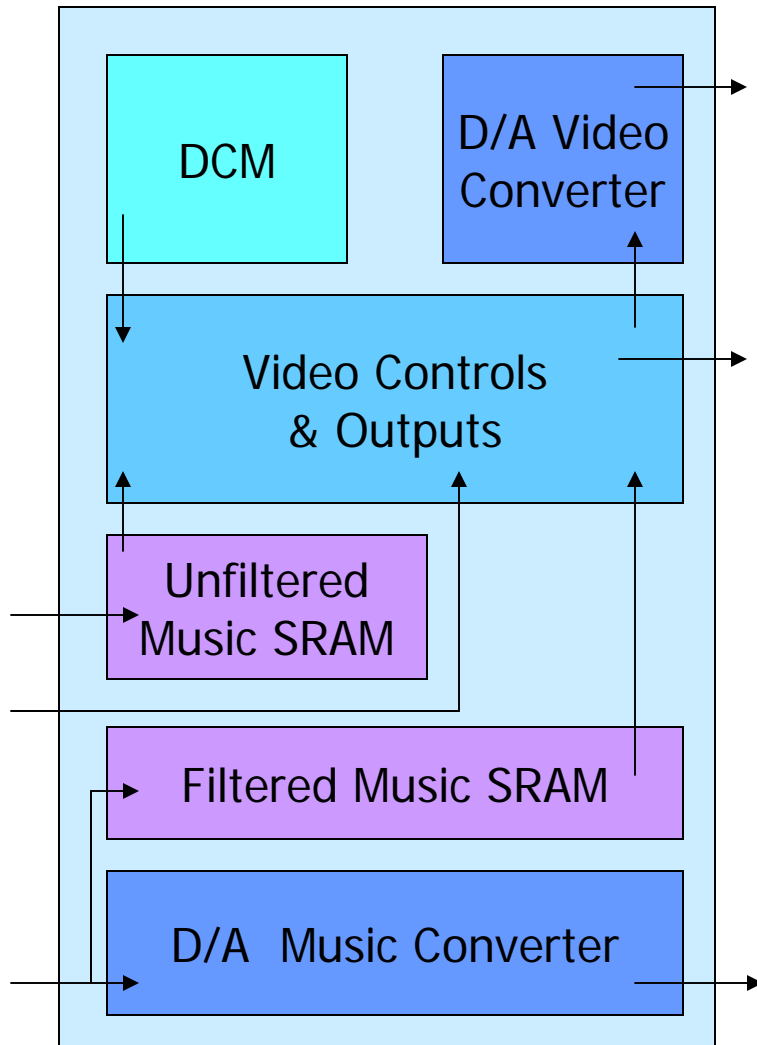 DCM
D/A Video
Converter
Video Controls
& Outputs
Unfiltered
Music SRAM
Filtered Music SRAM
D/A Music Converter